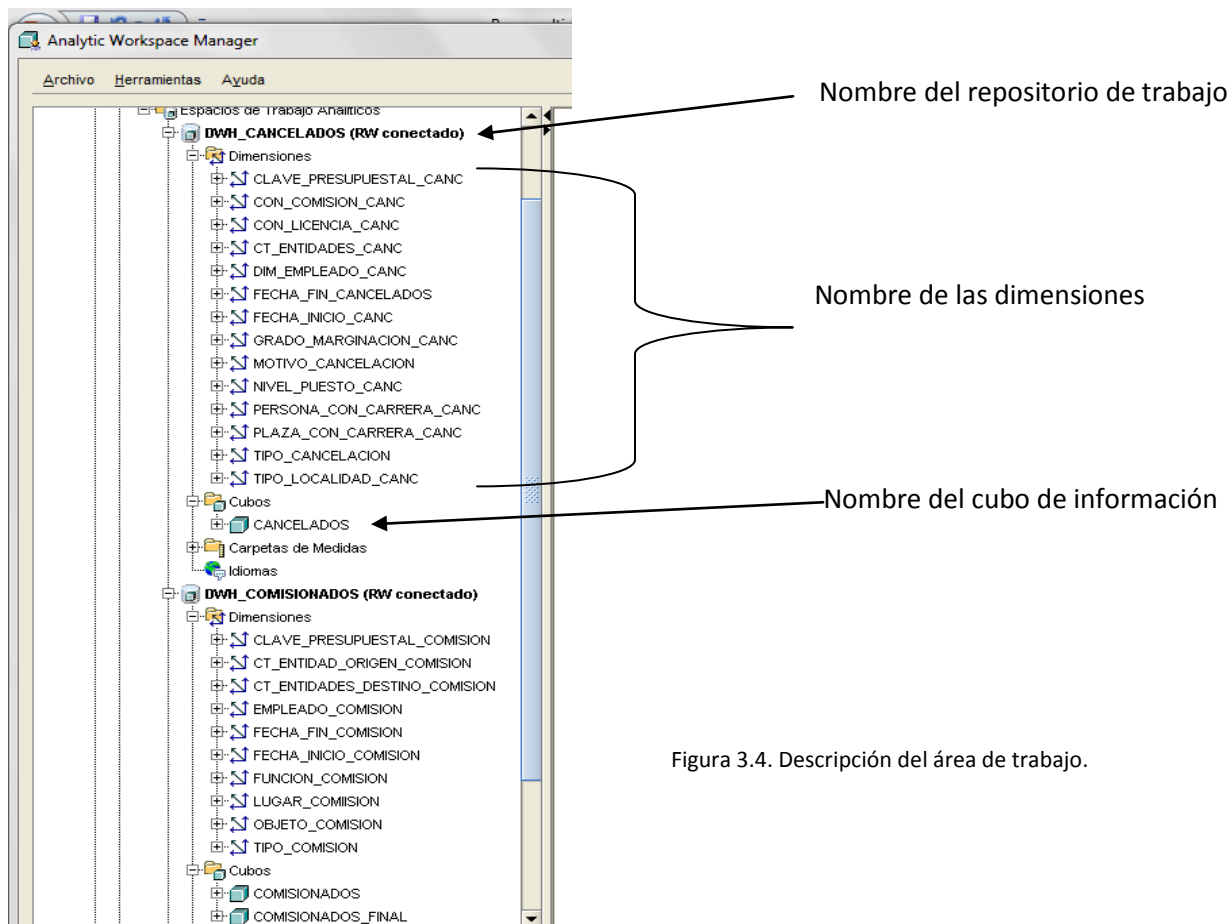 Analytic Workspace Manager
Archivo Herramientas Ayuda
Espacios de Trabajo Analíticos
DWH_CANCELADOS (RW conectado)
Dimensiones
CLAVE_PRESUPUESTAL_CANC
CON_COMISION_CANC
CON_LICENCIA_CANC
CT_ENTIDADES_CANC
DIM_EMPLEADO_CANC
FECHA_FIN_CANCELADOS
FECHA_INICIO_CANC
GRADO_MARGINACION_CANC
MOTIVO_CANCELACION
NIVEL_PUESTO_CANC
PERSONA_CON_CARRERA_CANC
PLAZA_CON_CARRERA_CANC
TIPO_CANCELACION
TIPO_LOCALIDAD_CANC
Cubos
CANCELADOS
Carpetas de Medidas
Idiomas
DWH_COMISIONADOS (RW conectado)
Dimensiones
CLAVE_PRESUPUESTAL_COMISION
CT_ENTIDAD_ORIGEN_COMISION
CT_ENTIDADES_DESTINO_COMISION
EMPLEADO_COMISION
FECHA_FIN_COMISION
FECHA_INICIO_COMISION
FUNCION_COMISION
LUGAR_COMIISION
OBJETO_COMISION
TIPO_COMISION
Cubos
COMISIONADOS
COMISIONADOS_FINAL
Nombre del repositorio de trabajo
Nombre de las dimensiones
Nombre del cubo de información
Figura 3.4. Descripción del área de trabajo.